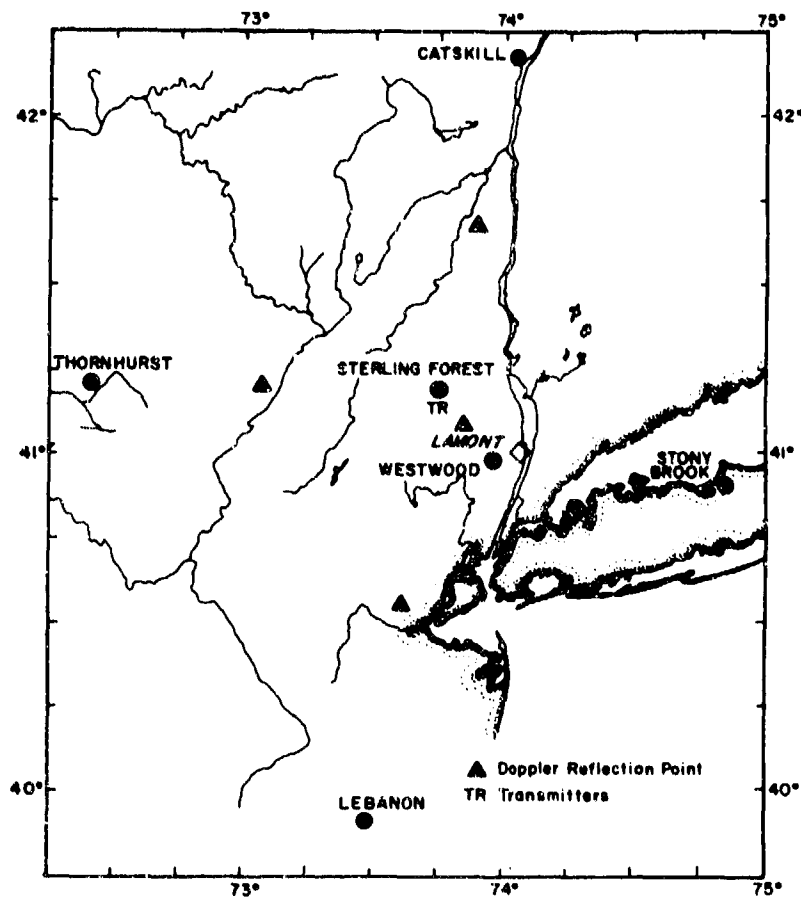 73° 74° 75°
CATSKILL
42° 42°
THORNHURST
STERLING FOREST
TR
LAMONT
41° 41°
WESTWOOD
STONY
BROOK
▲ Doppler Reflection Point
TR Transmitters
40° 40°
LEBANON
73° 74° 75°